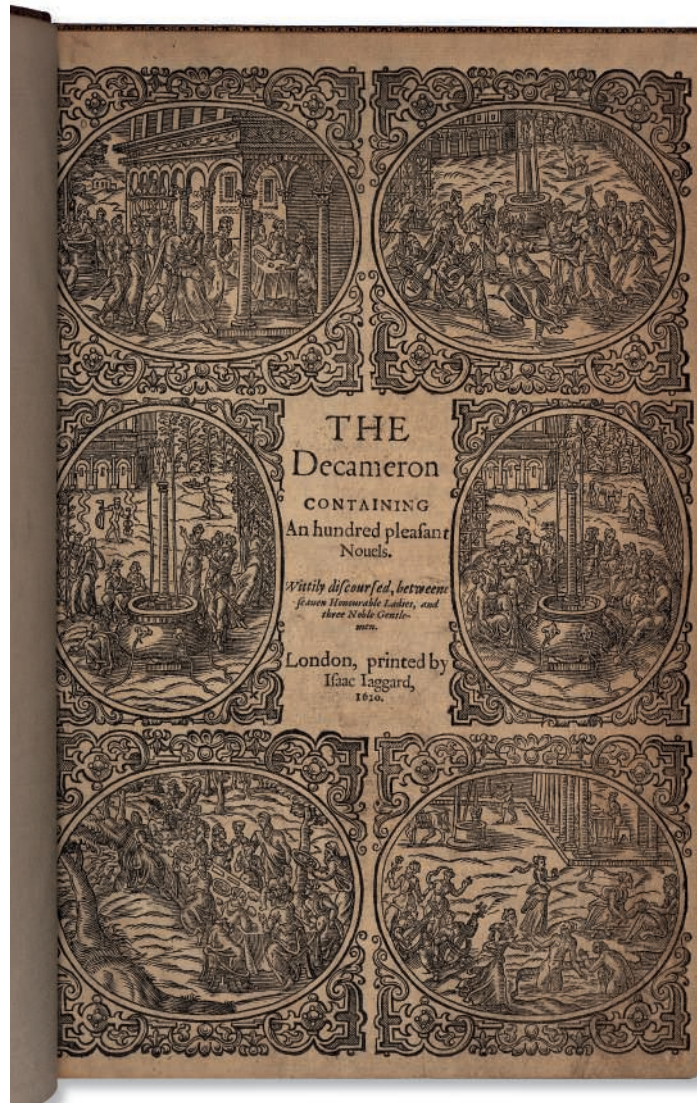 THE
Decameron
CONTAINING
An hundred pleaſant
Nouels.
Wittily diſcourſed, betweene
ſeauen Honourable Ladies, and
three Noble Gentle-
men.
London, printed by
Iſaac Iaggard,
1620.